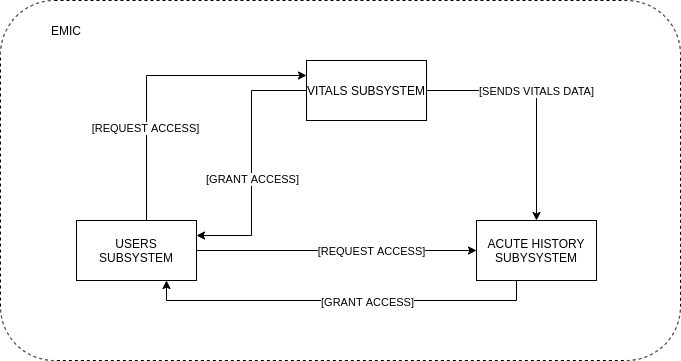 EMIC
VITALS SUBSYSTEM
[SENDS VITALS DATA]
[REQUEST ACCESS]
[GRANT ACCESS]
USERS
SUBSYSTEM
[REQUEST ACCESS]
ACUTE HISTORY
SUBYSYSTEM
[GRANT ACCESS]